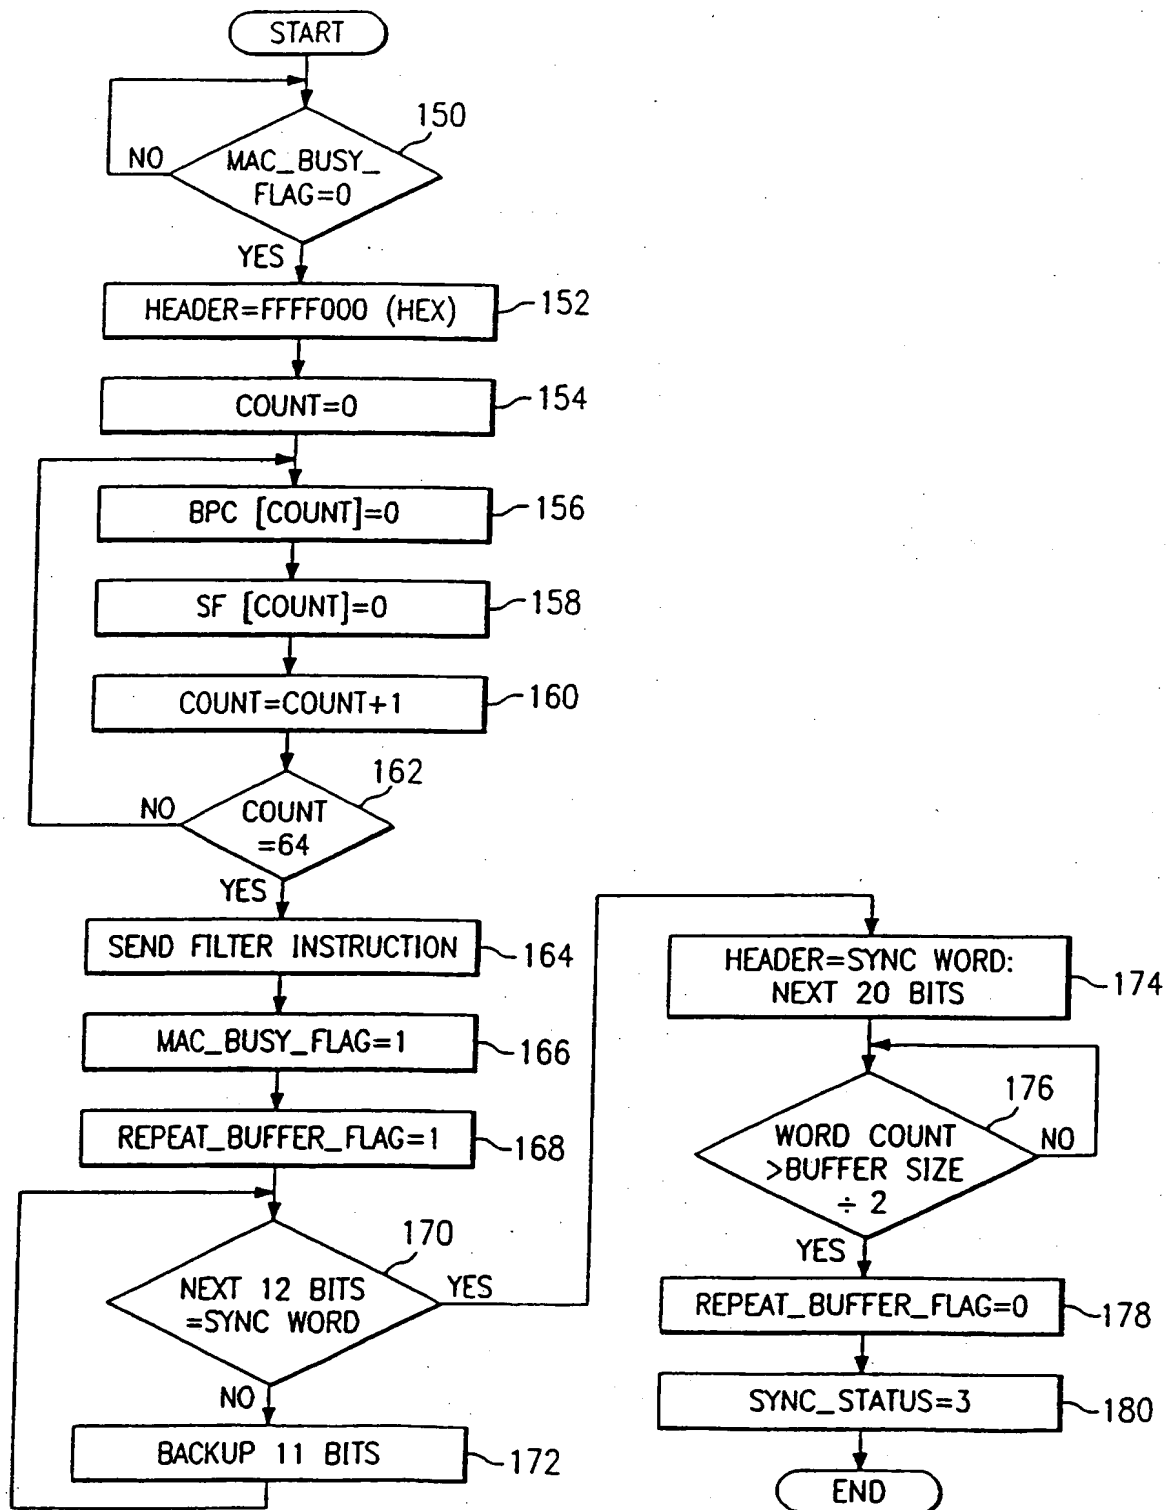 START
150
NO
MAC_BUSY_
FLAG=0
YES
HEADER=FFFF000 (HEX)
152
COUNT=0
154
BPC [COUNT]=0
156
SF [COUNT]=0
158
COUNT=COUNT+1
160
162
NO
COUNT
=64
YES
SEND FILTER INSTRUCTION
164
MAC_BUSY_FLAG=1
166
REPEAT_BUFFER_FLAG=1
168
170
NEXT 12 BITS
=SYNC WORD
YES
NO
BACKUP 11 BITS
172
HEADER=SYNC WORD:
NEXT 20 BITS
174
176
WORD COUNT
>BUFFER SIZE
÷ 2
NO
YES
REPEAT_BUFFER_FLAG=0
178
SYNC_STATUS=3
180
END